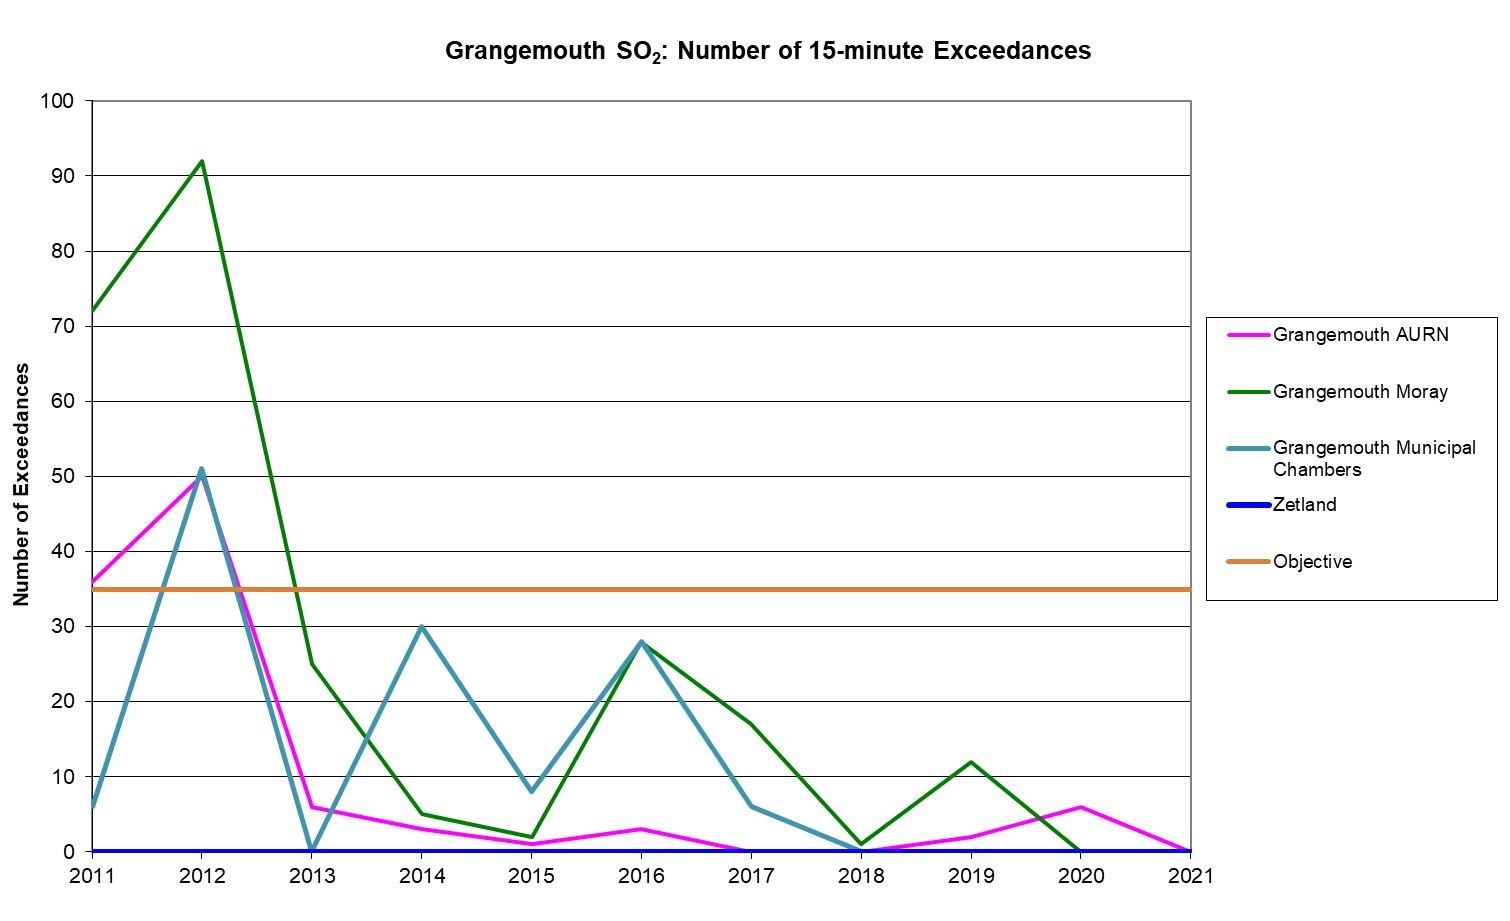 Grangemouth SO₂: Number of 15-minute Exceedances
100
90
80
70
60
50
40
30
20
10
0
Number of Exceedances
2011 2012 2013 2014 2015 2016 2017 2018 2019 2020 2021
Grangemouth AURN
Grangemouth Moray
Grangemouth Municipal
Chambers
Zetland
Objective